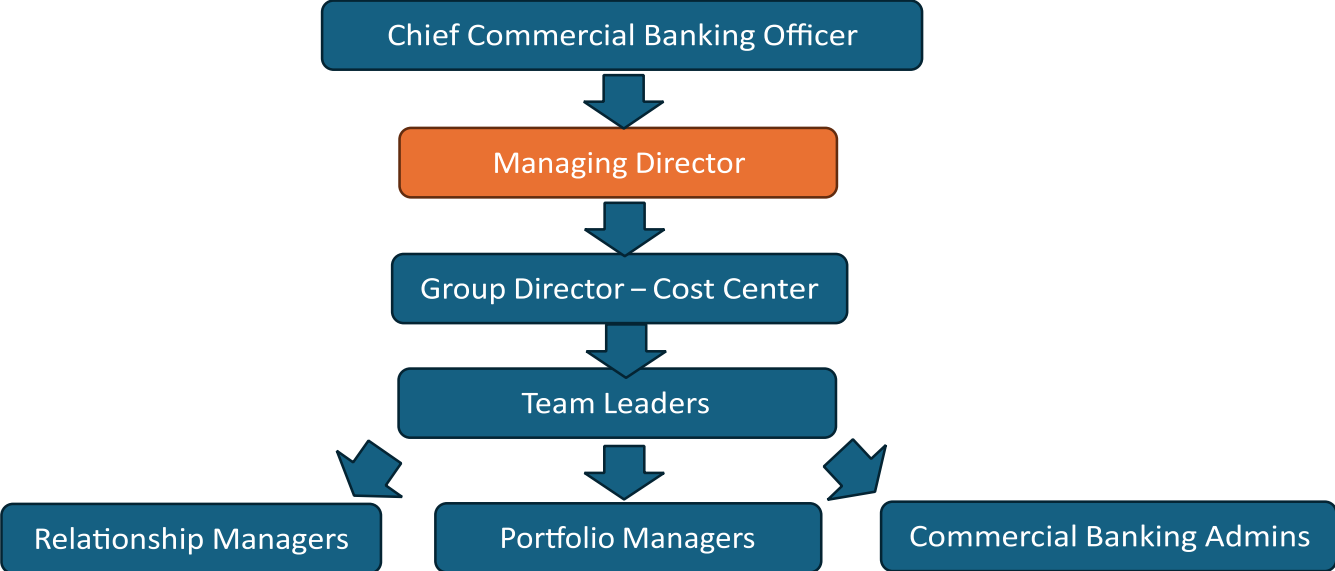 Chief Commercial Banking Officer
Managing Director
Group Director – Cost Center
Team Leaders
Relationship Managers
Portfolio Managers
Commercial Banking Admins